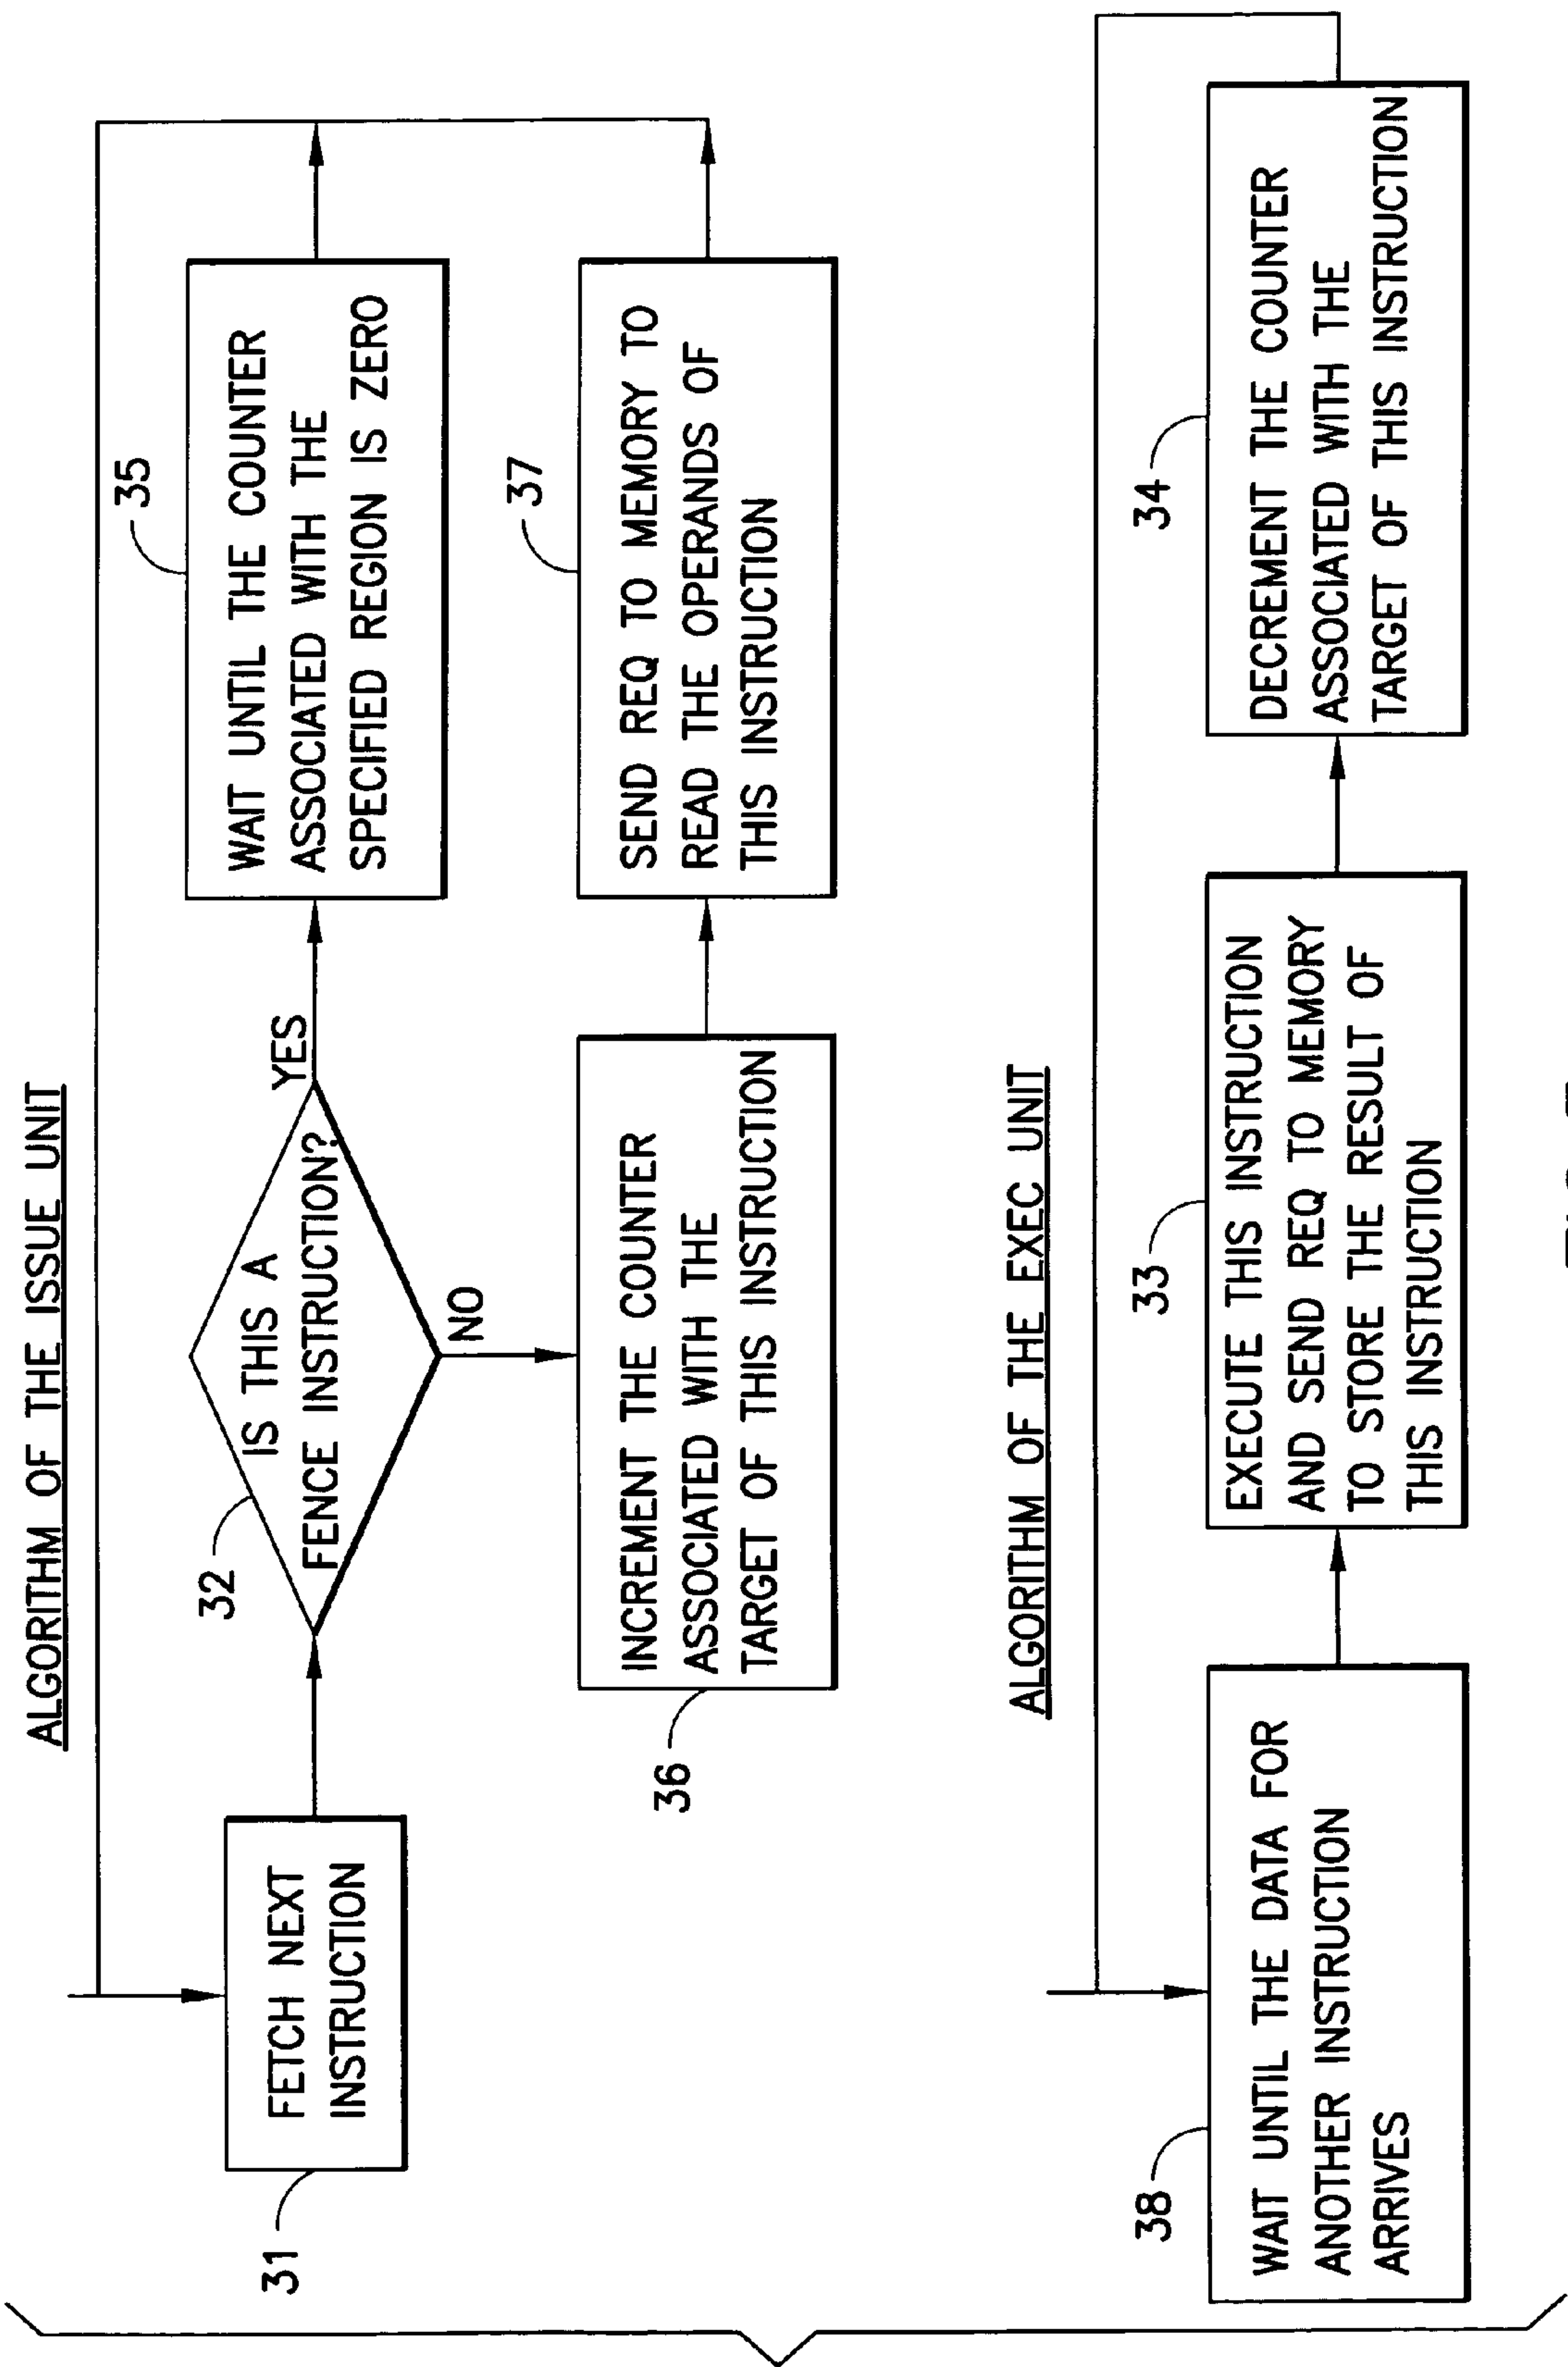 ALGORITHM OF THE ISSUE UNIT
31
FETCH NEXT
INSTRUCTION
32
IS THIS A
FENCE INSTRUCTION?
YES
NO
35
WAIT UNTIL THE COUNTER
ASSOCIATED WITH THE
SPECIFIED REGION IS ZERO
36
INCREMENT THE COUNTER
ASSOCIATED WITH THE
TARGET OF THIS INSTRUCTION
37
SEND REQ TO MEMORY TO
READ THE OPERANDS OF
THIS INSTRUCTION
ALGORITHM OF THE EXEC UNIT
38
WAIT UNTIL THE DATA FOR
ANOTHER INSTRUCTION
ARRIVES
33
EXECUTE THIS INSTRUCTION
AND SEND REQ TO MEMORY
TO STORE THE RESULT OF
THIS INSTRUCTION
34
DECREMENT THE COUNTER
ASSOCIATED WITH THE
TARGET OF THIS INSTRUCTION